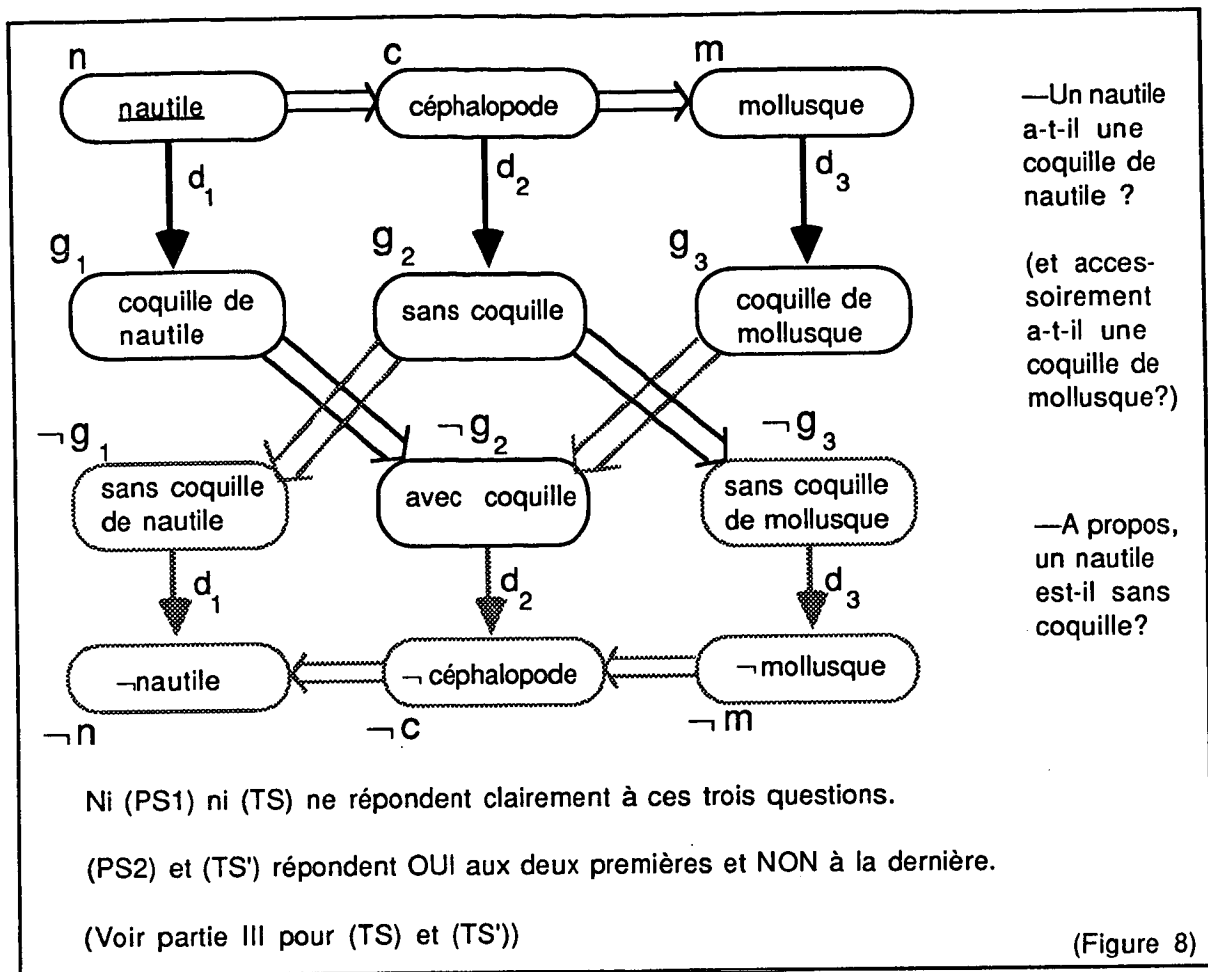 n
c
m
nautile
céphalopode
mollusque
d1
d2
d3
g1
g2
g3
coquille de
nautile
sans coquille
coquille de
mollusque
¬g1
¬g2
¬g3
sans coquille
de nautile
avec coquille
sans coquille
de mollusque
d1
d2
d3
¬nautile
¬céphalopode
¬mollusque
¬n
¬c
¬m
—Un nautile
a-t-il une
coquille de
nautile ?
(et acces-
soirement
a-t-il une
coquille de
mollusque?)
—A propos,
un nautile
est-il sans
coquille?
Ni (PS1) ni (TS) ne répondent clairement à ces trois questions.
(PS2) et (TS') répondent OUI aux deux premières et NON à la dernière.
(Voir partie III pour (TS) et (TS'))
(Figure 8)